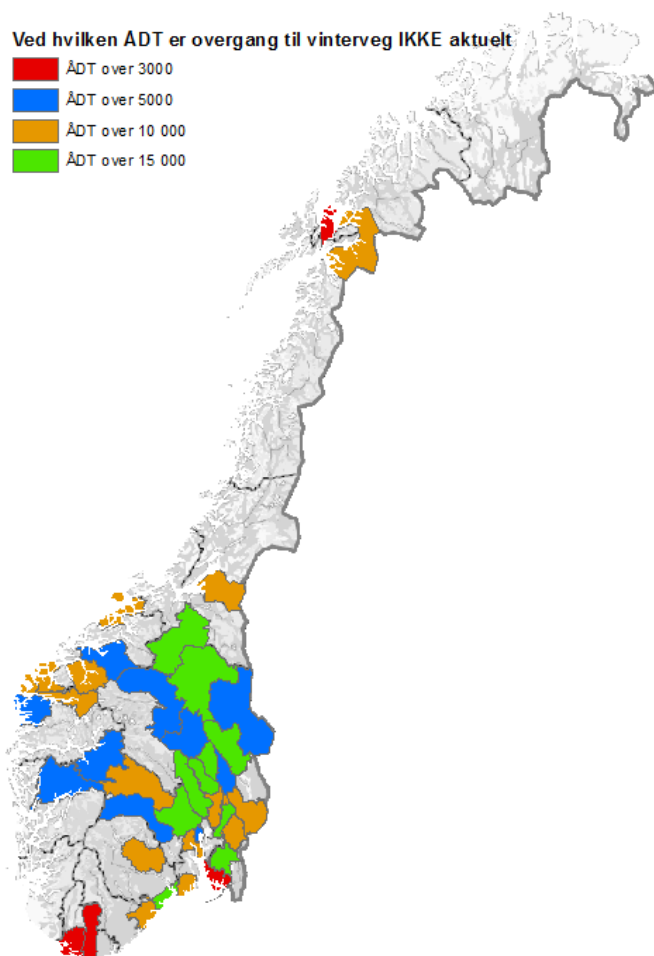 Ved hvilken ÅDT er overgang til vinterveg IKKE aktuelt
ÅDT over 3000
ÅDT over 5000
ÅDT over 10 000
ÅDT over 15 000